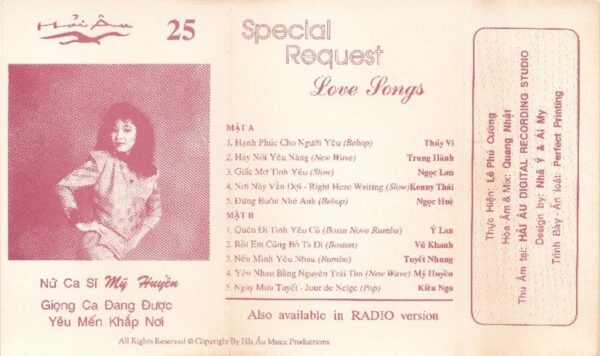 Hải Âu
25
Special
Request
Love Songs
MẶT A
1. Hạnh Phúc Cho Người Yêu (Bebop) Thúy Vi
2. Hãy Nói Yêu Nàng (New Wave) Trung Hành
3. Giấc Mơ Tình Yêu (Slow) Ngọc Lan
4. Nơi Này Vẫn Đợi - Right Here Waiting (Slow) Kenny Thái
5. Đừng Buồn Nhé Anh (Bebop) Ngọc Huệ
MẶT B
1. Quên Đi Tình Yêu Cũ (Bossa Nova Rumba) Ý Lan
2. Rồi Em Cũng Bỏ Ta Đi (Boston) Vũ Khanh
3. Nếu Mình Yêu Nhau (Rumba) Tuyết Nhung
4. Yêu Nhau Bằng Nguyên Trái Tim (New Wave) Mỹ Huyền
5. Ngày Mưa Tuyết - Jour de Neige (Pop) Kiều Nga
Also available in RADIO version
Nữ Ca Sĩ Mỹ Huyền
Giọng Ca Đang Được
Yêu Mến Khắp Nơi
All Rights Reserved © Copyright By Hải Âu Music Productions
Thực Hiện: Lê Phú Cường
Hòa Âm & Mix: Quang Nhật
Thu Âm tại: HẢI ÂU DIGITAL RECORDING STUDIO
Design by: Nhã Ý & Ái My
Trình Bày - Ấn loát: Perfect Printing